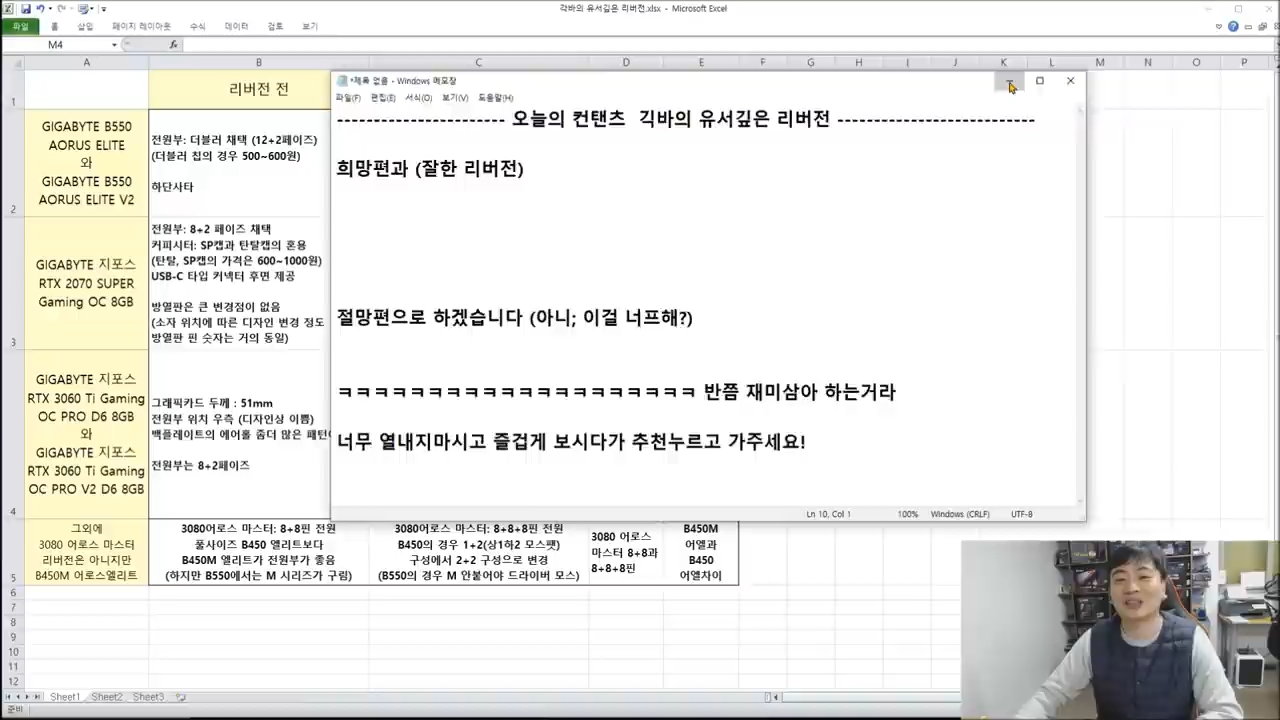 긱바의 유서깊은 리버전.xlsx - Microsoft Excel
파일 홈 삽입 페이지 레이아웃 수식 데이터 검토 보기
M4 fx
A B C D E F G H I J K L M N O P
1
리버전 전
2
GIGABYTE B550
AORUS ELITE
와
GIGABYTE B550
AORUS ELITE V2
전원부: 더블러 채택 (12+2페이즈)
(더블러 칩의 경우 500~600원)
하단사타
3
GIGABYTE 지포스
RTX 2070 SUPER
Gaming OC 8GB
전원부: 8+2 페이즈 채택
커피시터: SP캡과 탄탈캡의 혼용
(탄탈, SP캡의 가격은 600~1000원)
USB-C 타입 커넥터 후면 제공
방열판은 큰 변경점이 없음
(소자 위치에 따른 디자인 변경 정도
방열판 핀 숫자는 거의 동일)
4
GIGABYTE 지포스
RTX 3060 Ti Gaming
OC PRO D6 8GB
와
GIGABYTE 지포스
RTX 3060 Ti Gaming
OC PRO V2 D6 8GB
그래픽카드 두께 : 51mm
전원부 위치 우측 (디자인상 이쁨)
백플레이트의 에어홀 좀더 많은 패턴
전원부는 8+2페이즈
5
그외에
3080 어로스 마스터
리버전은 아니지만
B450M 어로스엘리트
3080어로스 마스터: 8+8핀 전원
풀사이즈 B450 엘리트보다
B450M 엘리트가 전원부가 좋음
(하지만 B550에서는 M 시리즈가 구림)
3080어로스 마스터: 8+8+8핀 전원
B450의 경우 1+2(상1하2 모스펫)
구성에서 2+2 구성으로 변경
(B550의 경우 M 안붙어야 드라이버 모스)
3080 어로스
마스터 8+8과
8+8+8핀
B450M
어엘과
B450
어엘차이
6
7
8
9
10
11
12
*제목 없음 - Windows 메모장
파일(F) 편집(E) 서식(O) 보기(V) 도움말(H)
----------------------- 오늘의 컨탠츠 긱바의 유서깊은 리버전 ---------------------------
희망편과 (잘한 리버전)
절망편으로 하겠습니다 (아니; 이걸 너프해?)
ㅋㅋㅋㅋㅋㅋㅋㅋㅋㅋㅋㅋㅋㅋㅋㅋㅋㅋㅋㅋ 반쯤 재미삼아 하는거라
너무 열내지마시고 즐겁게 보시다가 추천누르고 가주세요!
Ln 10, Col 1 100% Windows (CRLF) UTF-8
Sheet1 Sheet2 Sheet3
준비